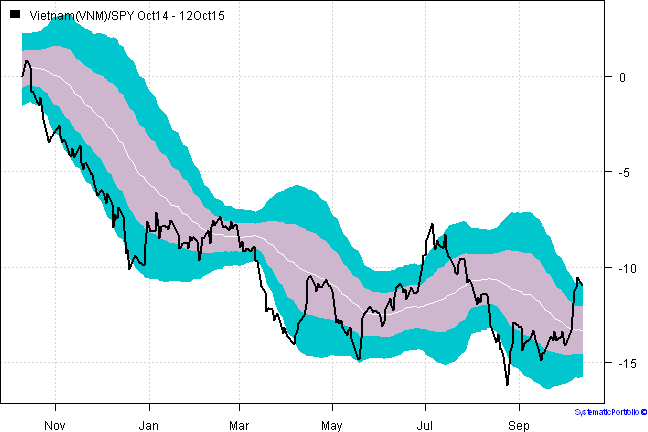 Vietnam(VNM)/SPY Oct14 - 12Oct15
0
-5
-10
-15
Nov Jan Mar May Jul Sep
SystematicPortfolio ©